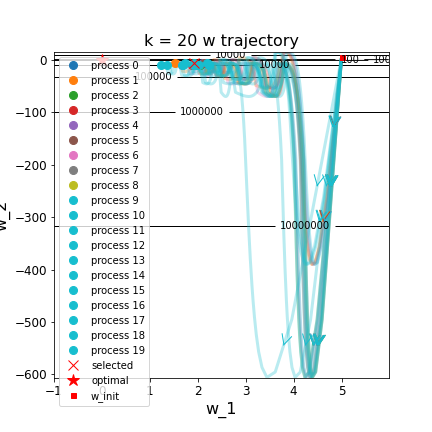 k = 20 w trajectory
10000
100
10000
1000000
10000000
0
−100
−200
−300
−400
−500
−600
w_2
process 0
process 1
process 2
process 3
process 4
process 5
process 6
process 7
process 8
process 9
process 10
process 11
process 12
process 13
process 14
process 15
process 16
process 17
process 18
process 19
selected
optimal
w_init
−1
0
1
2
3
4
5
w_1